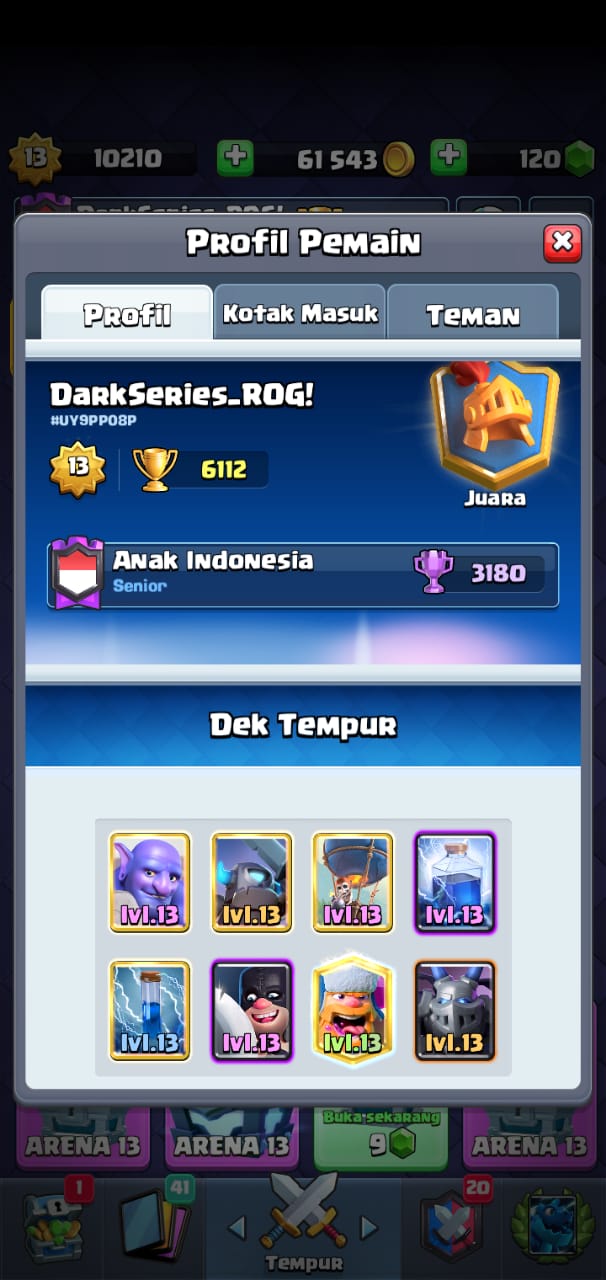 13 10210 61 543 120
DarkSeries_ROG!
Profil Pemain
Profil Kotak Masuk Teman
DarkSeries_ROG!
#UY9PP08P
13 6112
Juara
Anak Indonesia
Senior
3180
Dek Tempur
lvl.13 lvl.13 lvl.13 lvl.13
lvl.13 lvl.13 lvl.13 lvl.13
Buka sekarang
ARENA 13 ARENA 13 9 ARENA 13
1 41 20
Tempur